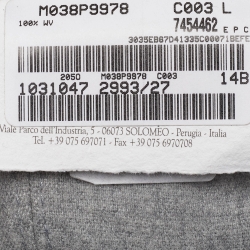 M038P9978 C003 L
100% WV 7454462 EPC
3035EB67D41335C00071BEFE
2050 M038P9978 C003 14B
1031047 2993/27
Viale Parco dell'Industria, 5 - 06073 SOLOMEO - Perugia - Italia
Tel. +39 075 697071 - Fax +39 075 6970708